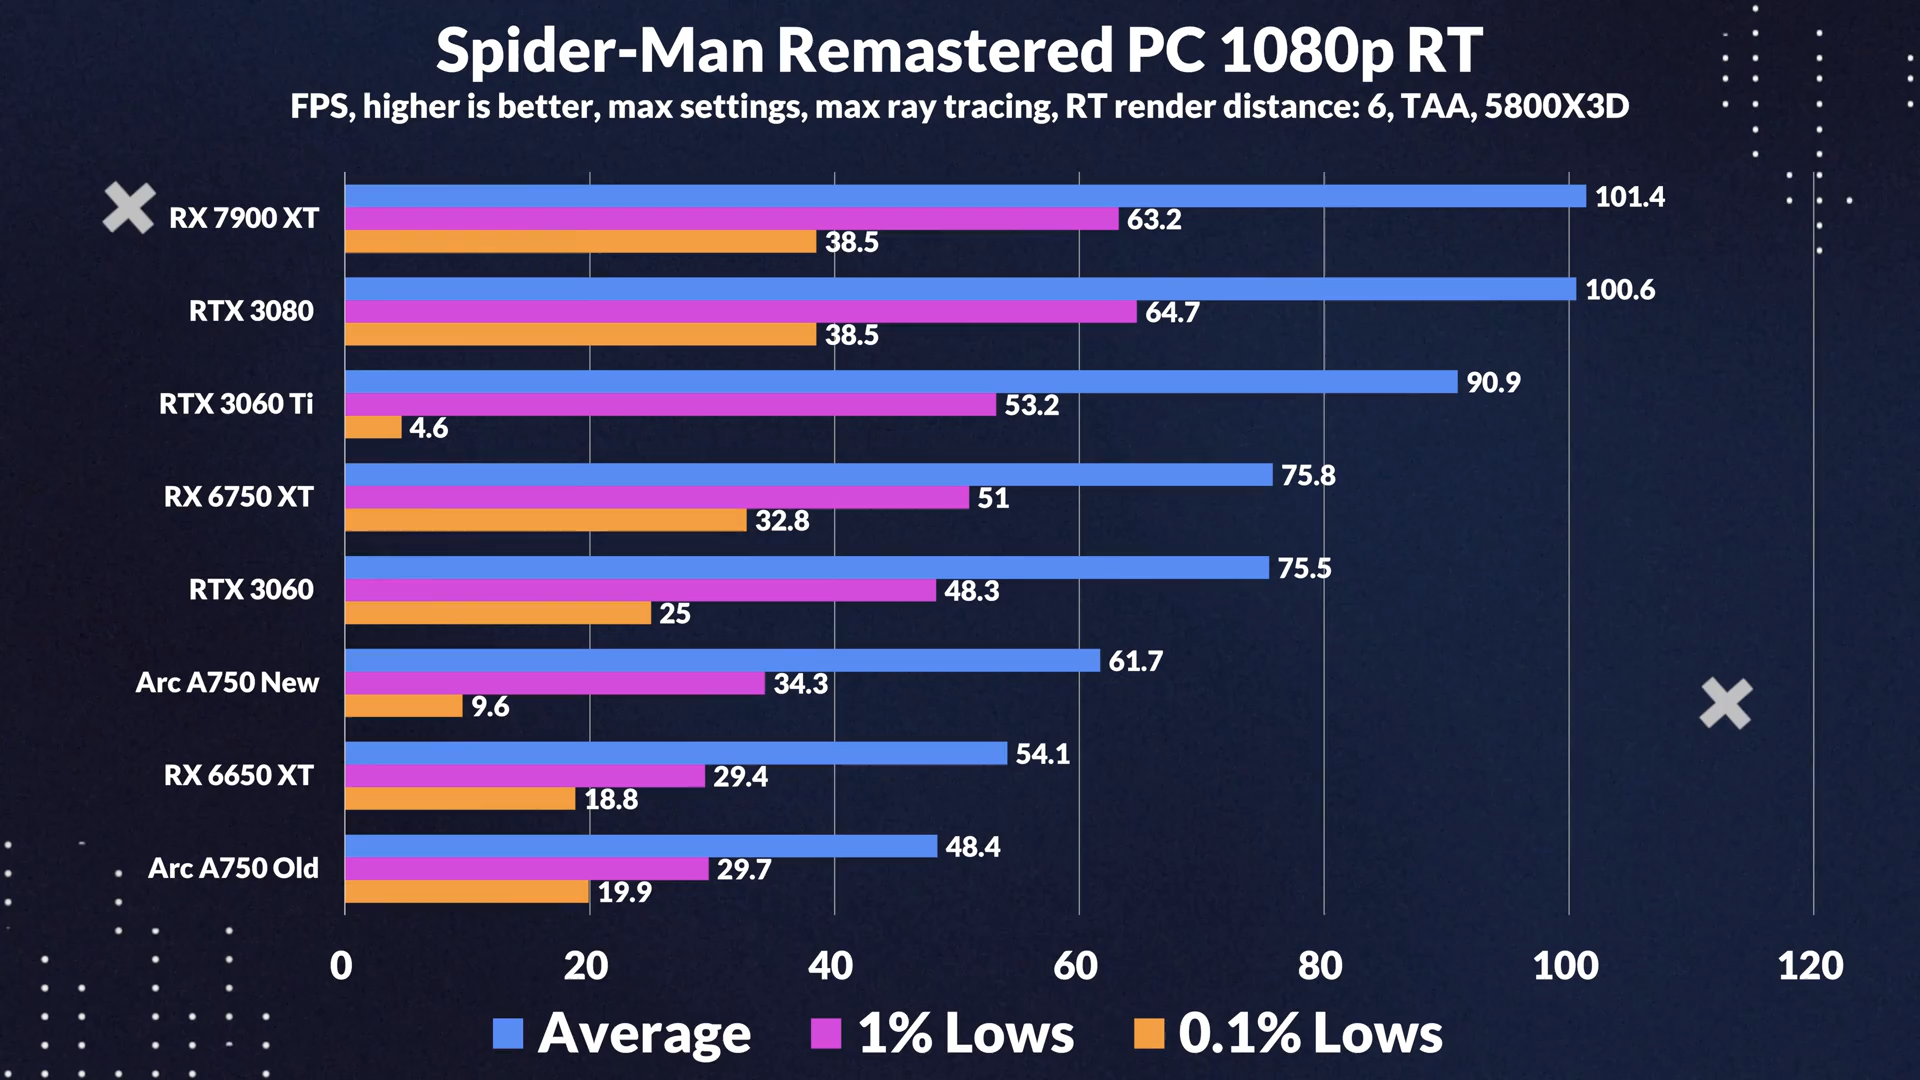 Spider-Man Remastered PC 1080p RT
FPS, higher is better, max settings, max ray tracing, RT render distance: 6, TAA, 5800X3D
RX 7900 XT
101.4
63.2
38.5
RTX 3080
100.6
64.7
38.5
RTX 3060 Ti
90.9
53.2
4.6
RX 6750 XT
75.8
51
32.8
RTX 3060
75.5
48.3
25
Arc A750 New
61.7
34.3
9.6
RX 6650 XT
54.1
29.4
18.8
Arc A750 Old
48.4
29.7
19.9
0 20 40 60 80 100 120
Average 1% Lows 0.1% Lows